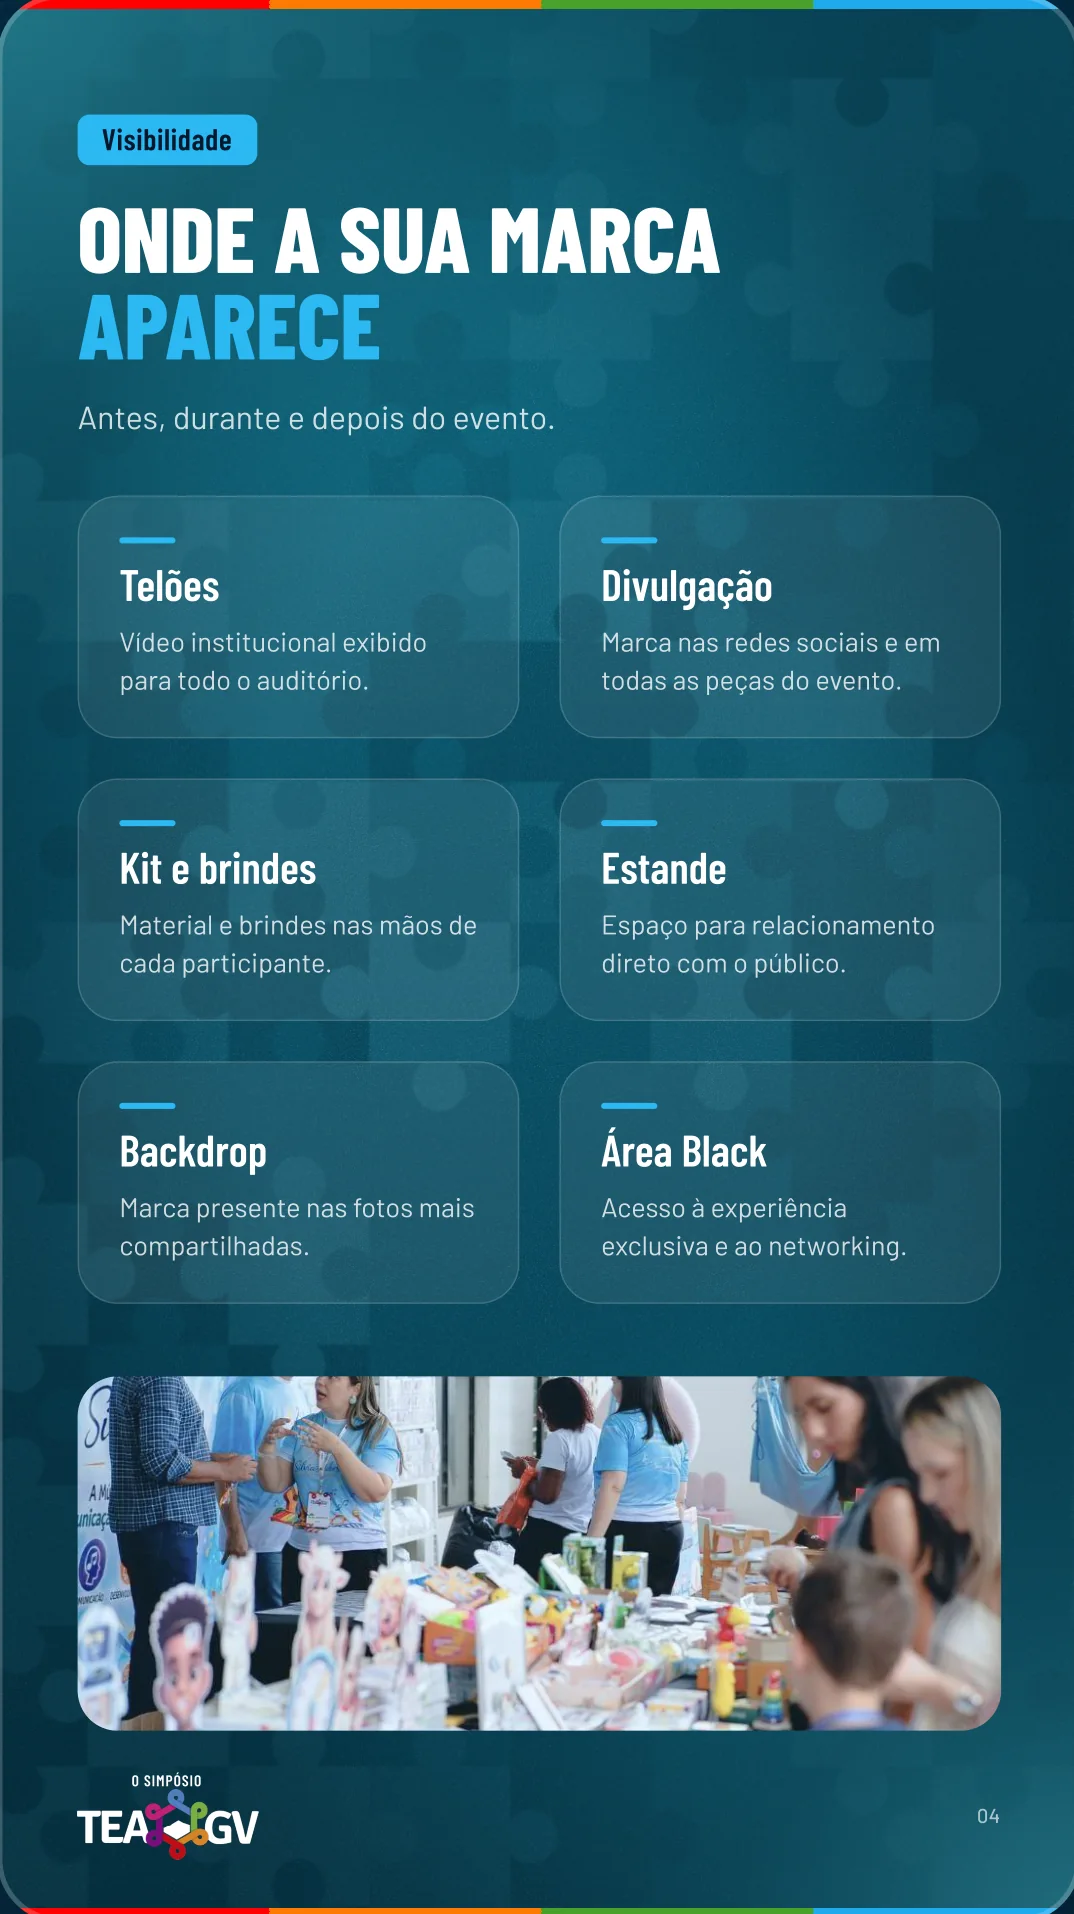 Visibilidade
ONDE A SUA MARCA
APARECE
Antes, durante e depois do evento.
Telões
Vídeo institucional exibido
para todo o auditório.
Divulgação
Marca nas redes sociais e em
todas as peças do evento.
Kit e brindes
Material e brindes nas mãos de
cada participante.
Estande
Espaço para relacionamento
direto com o público.
Backdrop
Marca presente nas fotos mais
compartilhadas.
Área Black
Acesso à experiência
exclusiva e ao networking.
O SIMPÓSIO
TEA GV
04